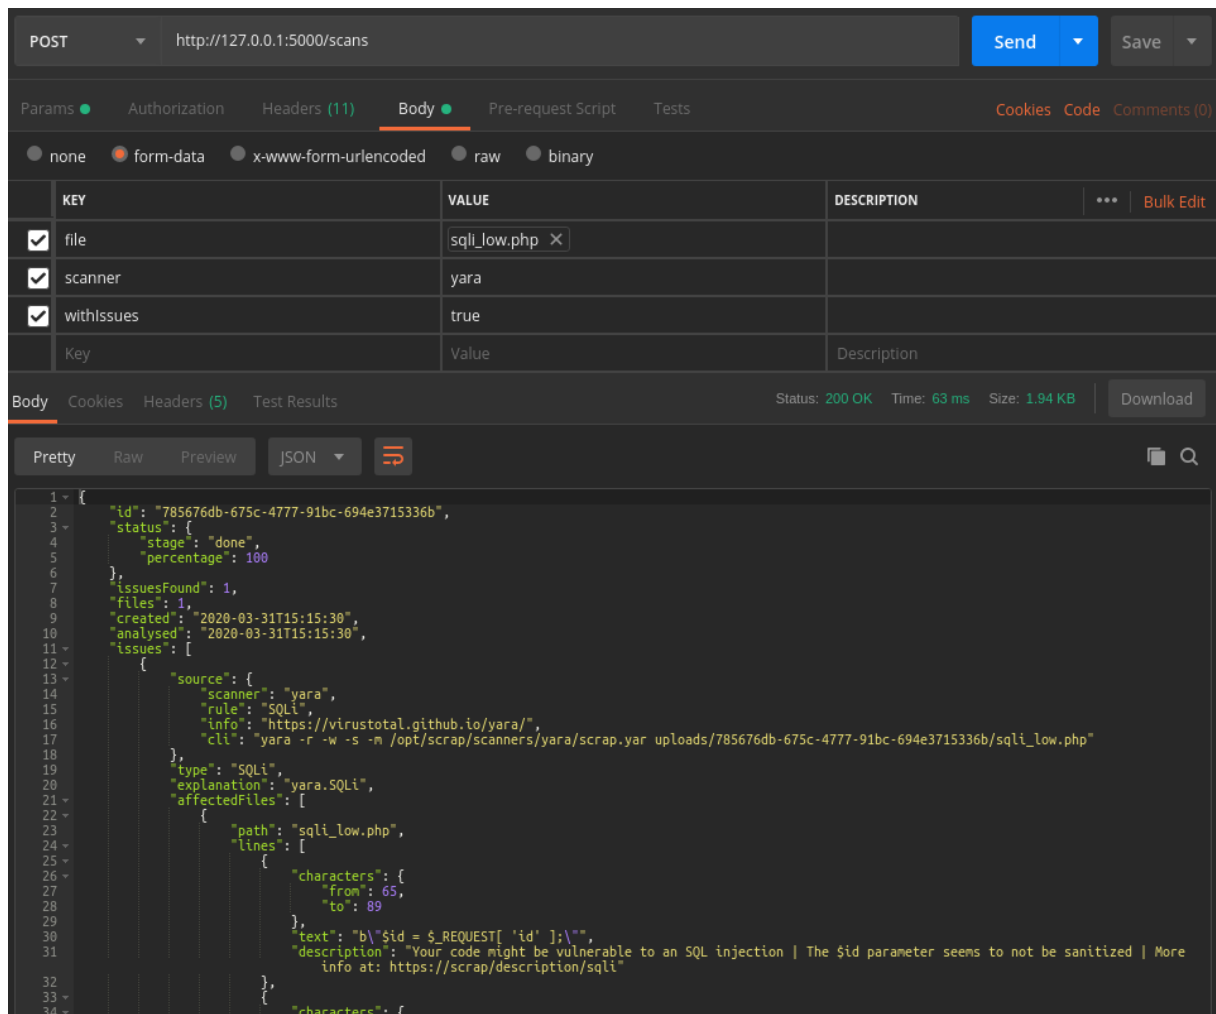 POST http://127.0.0.1:5000/scans Send Save
Params Authorization Headers (11) Body Pre-request Script Tests Cookies Code Comments (0)
none form-data x-www-form-urlencoded raw binary
KEY VALUE DESCRIPTION ••• Bulk Edit
file sqli_low.php ✕
scanner yara
withIssues true
Key Value Description
Body Cookies Headers (5) Test Results Status: 200 OK Time: 63 ms Size: 1.94 KB Download
Pretty Raw Preview JSON
1 {
2 "id": "785676db-675c-4777-91bc-694e3715336b",
3 "status": {
4 "stage": "done",
5 "percentage": 100
6 },
7 "issuesFound": 1,
8 "files": 1,
9 "created": "2020-03-31T15:15:30",
10 "analysed": "2020-03-31T15:15:30",
11 "issues": [
12 {
13 "source": {
14 "scanner": "yara",
15 "rule": "SQLi",
16 "info": "https://virustotal.github.io/yara/",
17 "cli": "yara -r -w -s -m /opt/scrap/scanners/yara/scrap.yar uploads/785676db-675c-4777-91bc-694e3715336b/sqli_low.php"
18 },
19 "type": "SQLi",
20 "explanation": "yara.SQLi",
21 "affectedFiles": [
22 {
23 "path": "sqli_low.php",
24 "lines": [
25 {
26 "characters": {
27 "from": 65,
28 "to": 89
29 },
30 "text": "b\"$id = $_REQUEST[ 'id' ];\"",
31 "description": "Your code might be vulnerable to an SQL injection | The $id parameter seems to not be sanitized | More
info at: https://scrap/description/sqli"
32 },
33 {
34 "characters": {